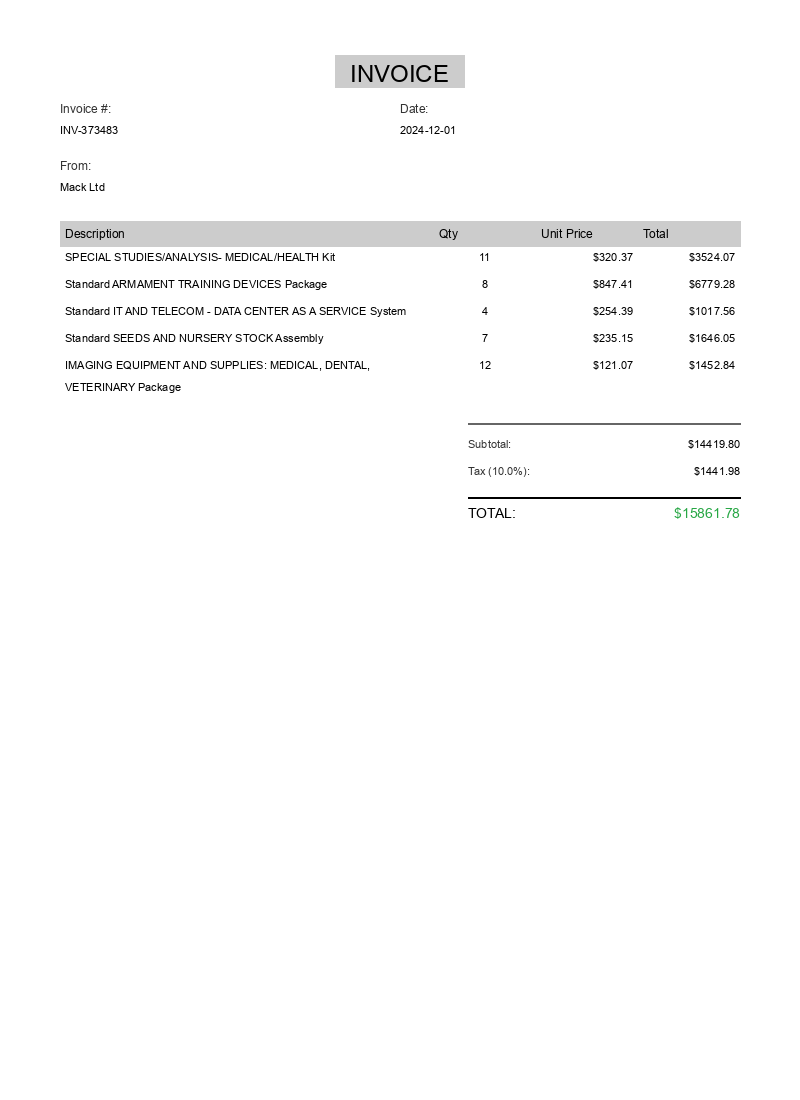 INVOICE
Invoice #: Date:
INV-373483 2024-12-01
From:
Mack Ltd
Description Qty Unit Price Total
SPECIAL STUDIES/ANALYSIS- MEDICAL/HEALTH Kit 11 $320.37 $3524.07
Standard ARMAMENT TRAINING DEVICES Package 8 $847.41 $6779.28
Standard IT AND TELECOM - DATA CENTER AS A SERVICE System 4 $254.39 $1017.56
Standard SEEDS AND NURSERY STOCK Assembly 7 $235.15 $1646.05
IMAGING EQUIPMENT AND SUPPLIES: MEDICAL, DENTAL, 12 $121.07 $1452.84
VETERINARY Package
Subtotal: $14419.80
Tax (10.0%): $1441.98
TOTAL: $15861.78